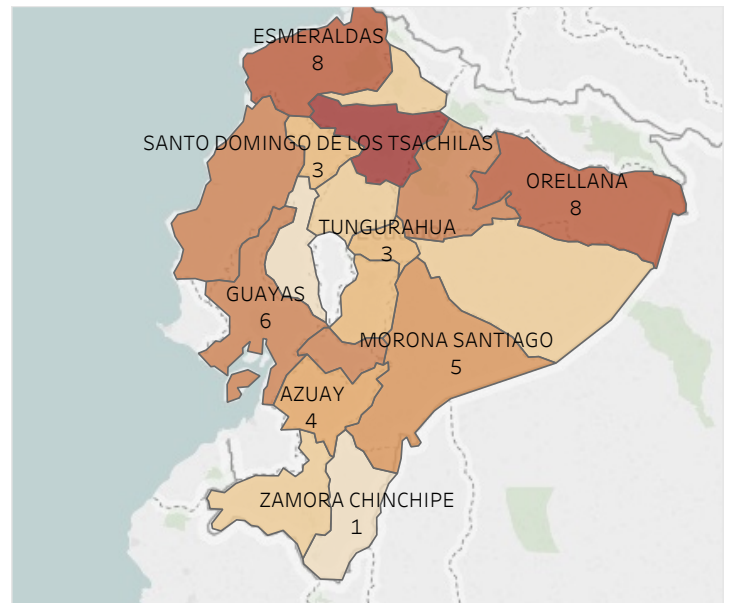 ESMERALDAS
8
SANTO DOMINGO DE LOS TSACHILAS
3
ORELLANA
8
TUNGURAHUA
3
GUAYAS
6
MORONA SANTIAGO
5
AZUAY
4
ZAMORA CHINCHIPE
1